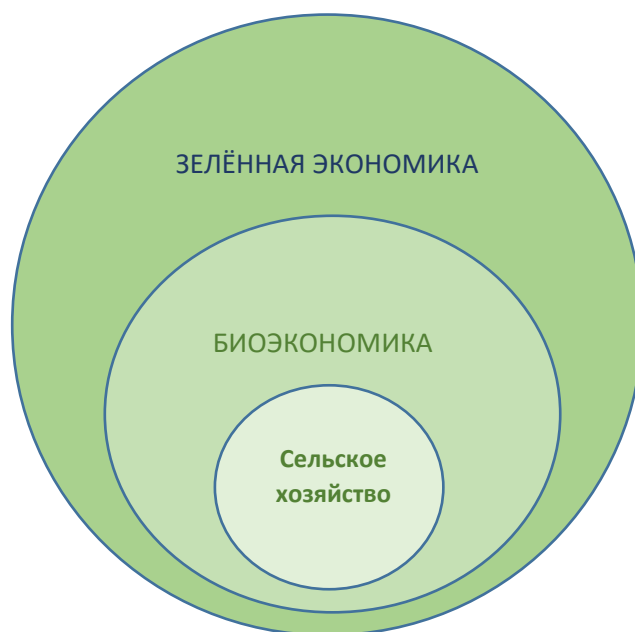 ЗЕЛЁННАЯ ЭКОНОМИКА
БИОЭКОНОМИКА
Сельское
хозяйство